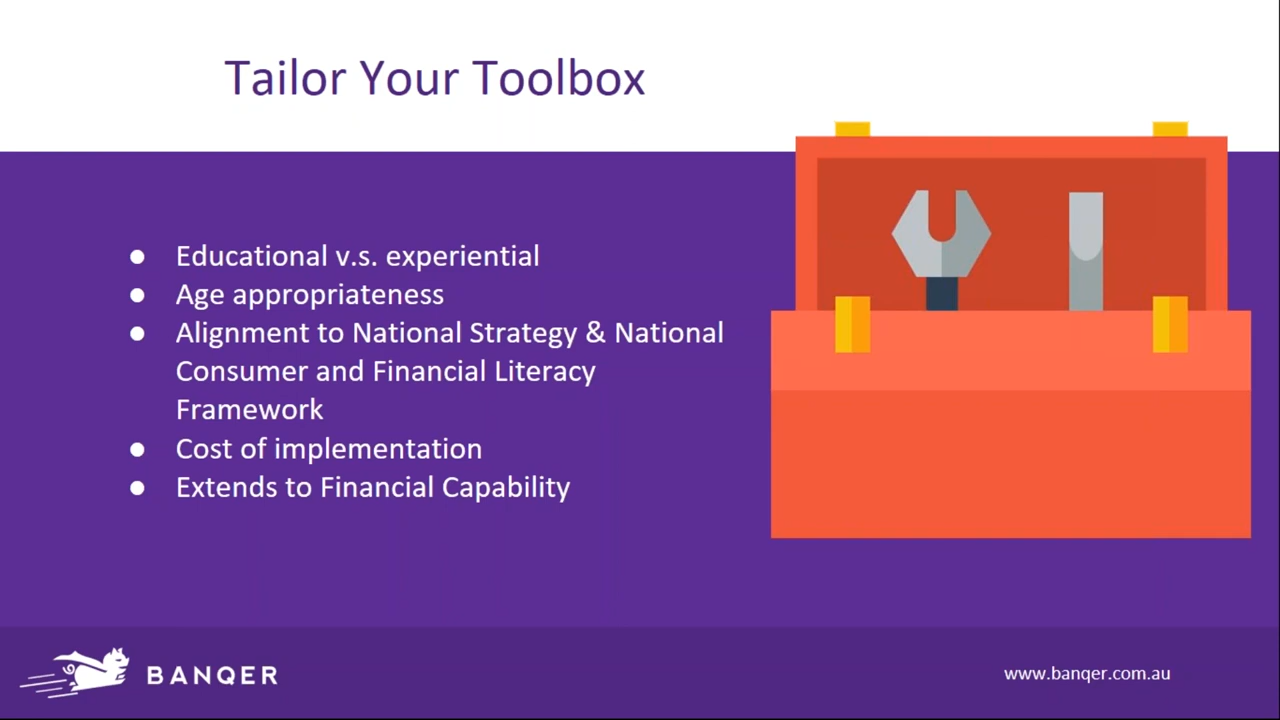 Tailor Your Toolbox
● Educational v.s. experiential
● Age appropriateness
● Alignment to National Strategy & National
Consumer and Financial Literacy
Framework
● Cost of implementation
● Extends to Financial Capability
BANQER
www.banqer.com.au